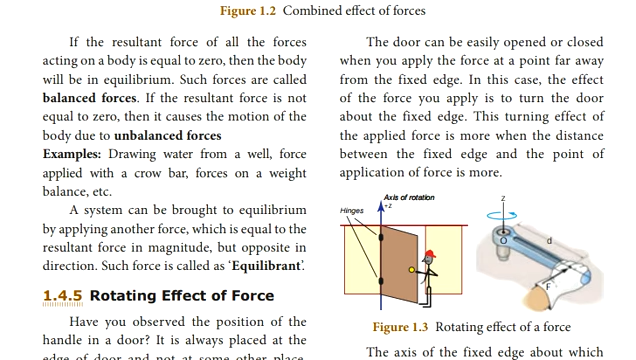 Figure 1.2 Combined effect of forces
If the resultant force of all the forces
acting on a body is equal to zero, then the body
will be in equilibrium. Such forces are called
balanced forces. If the resultant force is not
equal to zero, then it causes the motion of the
body due to unbalanced forces
Examples: Drawing water from a well, force
applied with a crow bar, forces on a weight
balance, etc.
A system can be brought to equilibrium
by applying another force, which is equal to the
resultant force in magnitude, but opposite in
direction. Such force is called as ‘Equilibrant’.
1.4.5 Rotating Effect of Force
Have you observed the position of the
handle in a door? It is always placed at the
edge of door and not at some other place.
The door can be easily opened or closed
when you apply the force at a point far away
from the fixed edge. In this case, the effect
of the force you apply is to turn the door
about the fixed edge. This turning effect of
the applied force is more when the distance
between the fixed edge and the point of
application of force is more.
Axis of rotation
Hinges
+z
Z
O
d
F
Figure 1.3 Rotating effect of a force
The axis of the fixed edge about which